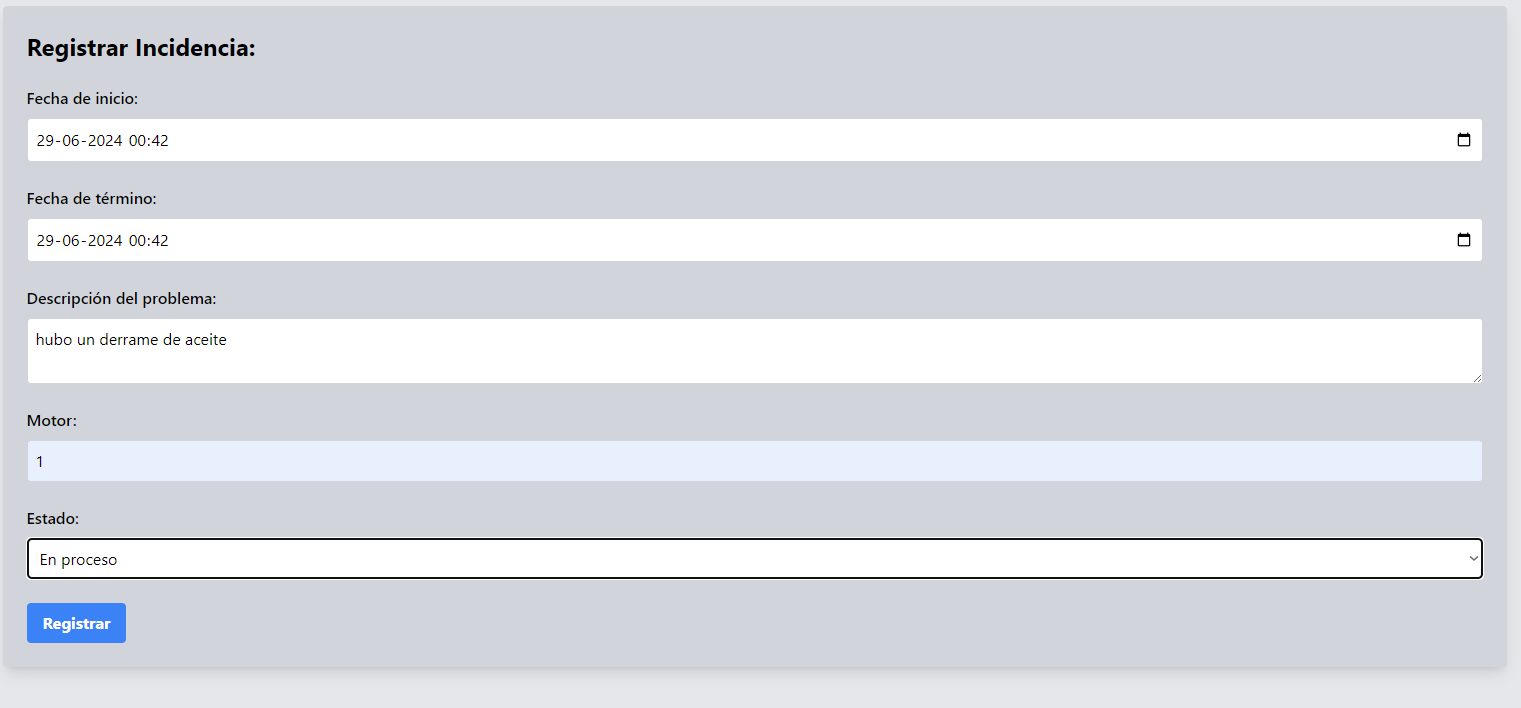 Registrar Incidencia:
Fecha de inicio:
29-06-2024 00:42
Fecha de término:
29-06-2024 00:42
Descripción del problema:
hubo un derrame de aceite
Motor:
1
Estado:
En proceso
Registrar